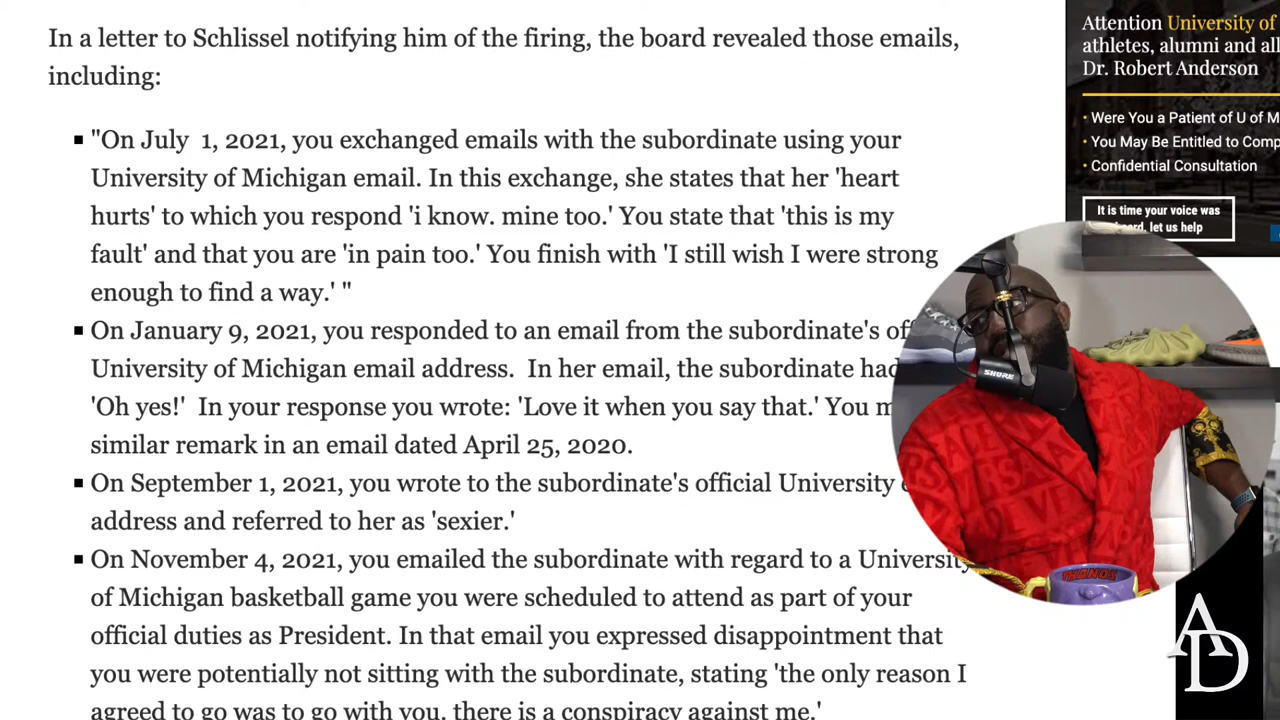 In a letter to Schlissel notifying him of the firing, the board revealed those emails,
including:
"On July 1, 2021, you exchanged emails with the subordinate using your
University of Michigan email. In this exchange, she states that her 'heart
hurts' to which you respond 'i know. mine too.' You state that 'this is my
fault' and that you are 'in pain too.' You finish with 'I still wish I were strong
enough to find a way.' "
On January 9, 2021, you responded to an email from the subordinate's
University of Michigan email address. In her email, the subordinate had
'Oh yes!' In your response you wrote: 'Love it when you say that.' You
similar remark in an email dated April 25, 2020.
On September 1, 2021, you wrote to the subordinate's official University
address and referred to her as 'sexier.'
On November 4, 2021, you emailed the subordinate with regard to a University
of Michigan basketball game you were scheduled to attend as part of your
official duties as President. In that email you expressed disappointment that
you were potentially not sitting with the subordinate, stating 'the only reason I
agreed to go was to go with you. there is a conspiracy against me.'
Attention University of
athletes, alumni and all
Dr. Robert Anderson
• Were You a Patient of U of M
• You May Be Entitled to Comp
• Confidential Consultation
It is time your voice was
let us help
SHURE
THANOS
AD